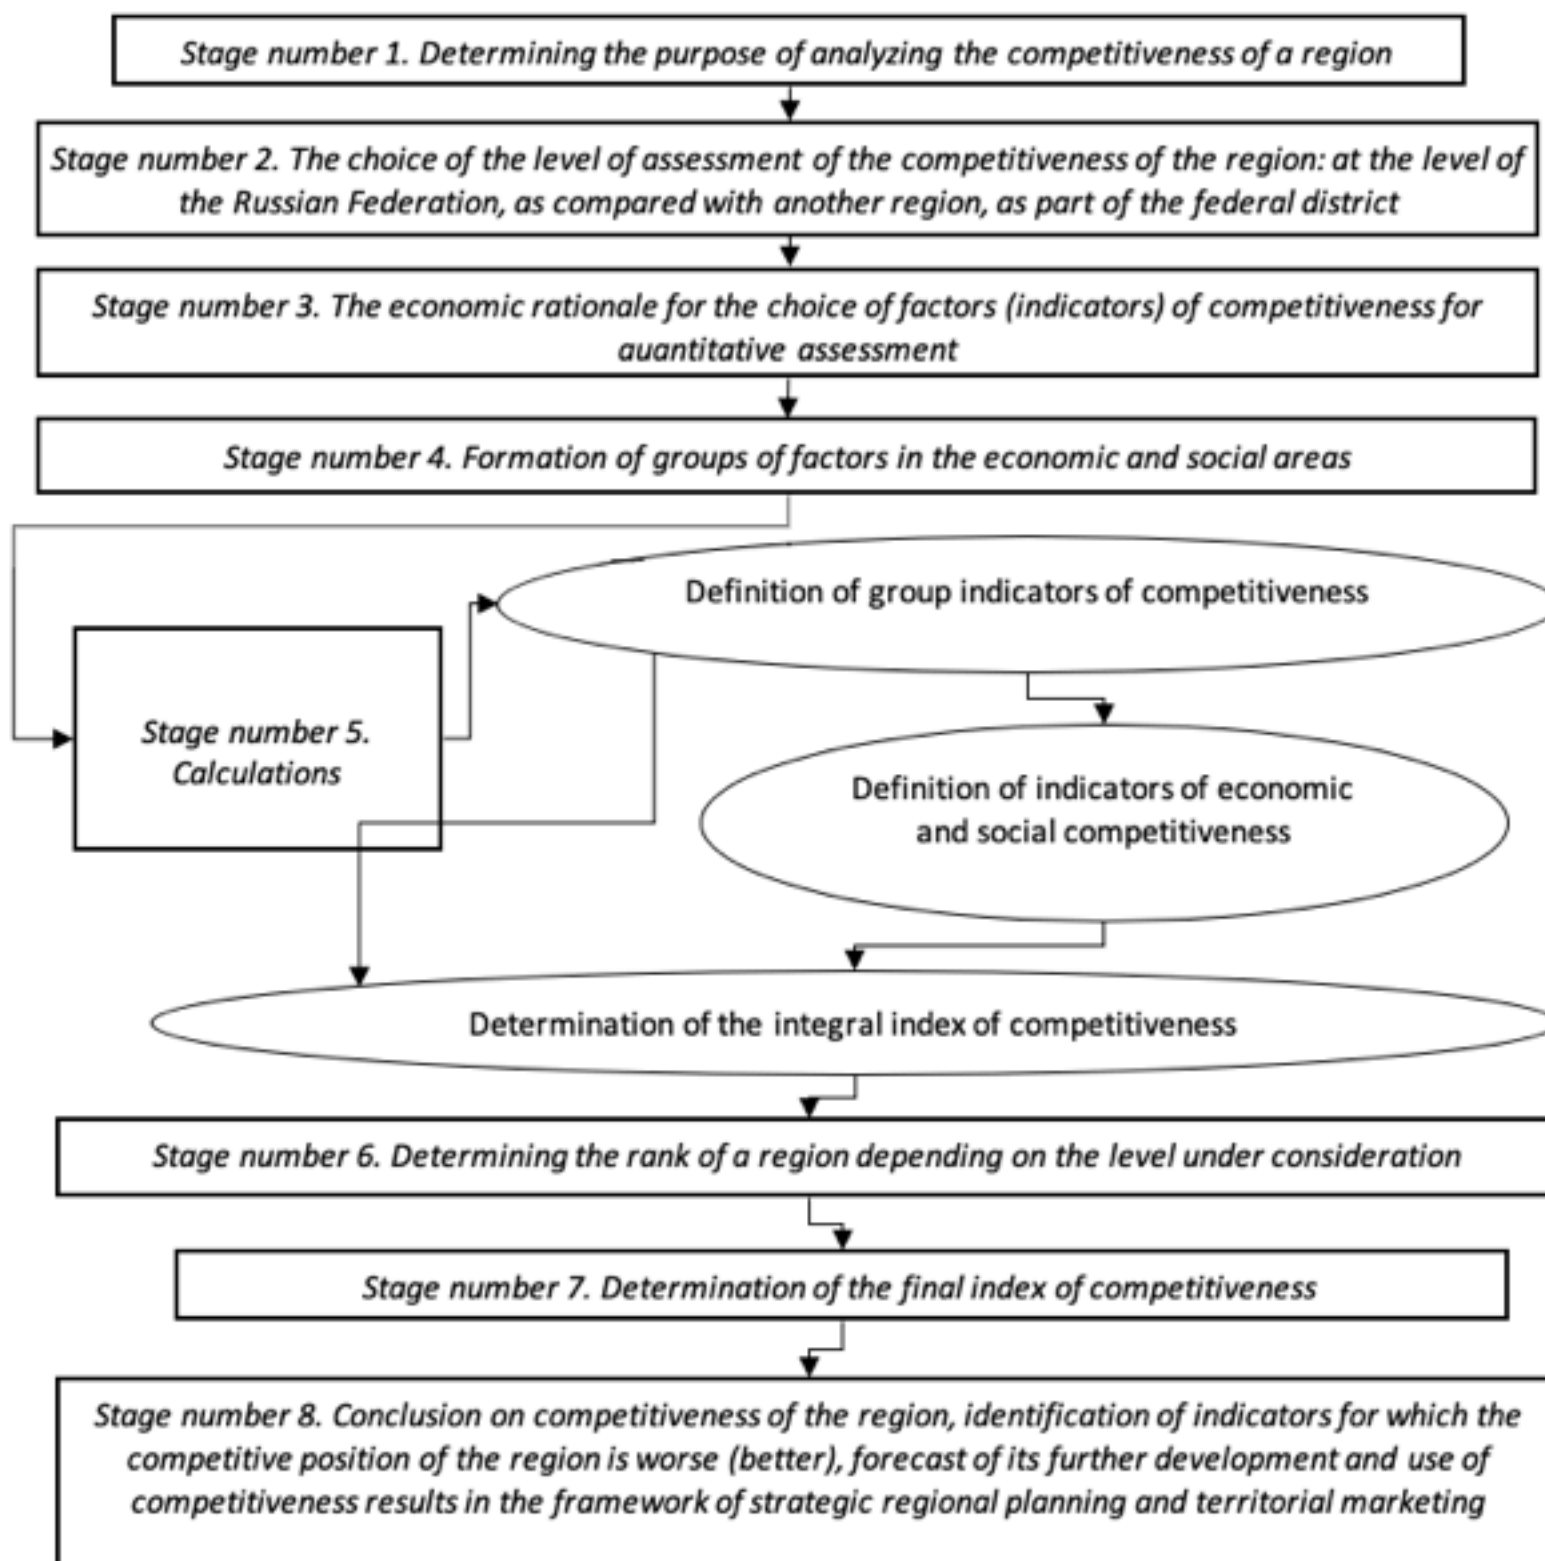 Stage number 1. Determining the purpose of analyzing the competitiveness of a region
Stage number 2. The choice of the level of assessment of the competitiveness of the region: at the level of
the Russian Federation, as compared with another region, as part of the federal district
Stage number 3. The economic rationale for the choice of factors (indicators) of competitiveness for
auantitative assessment
Stage number 4. Formation of groups of factors in the economic and social areas
Definition of group indicators of competitiveness
Stage number 5.
Calculations
Definition of indicators of economic
and social competitiveness
Determination of the integral index of competitiveness
Stage number 6. Determining the rank of a region depending on the level under consideration
Stage number 7. Determination of the final index of competitiveness
Stage number 8. Conclusion on competitiveness of the region, identification of indicators for which the
competitive position of the region is worse (better), forecast of its further development and use of
competitiveness results in the framework of strategic regional planning and territorial marketing